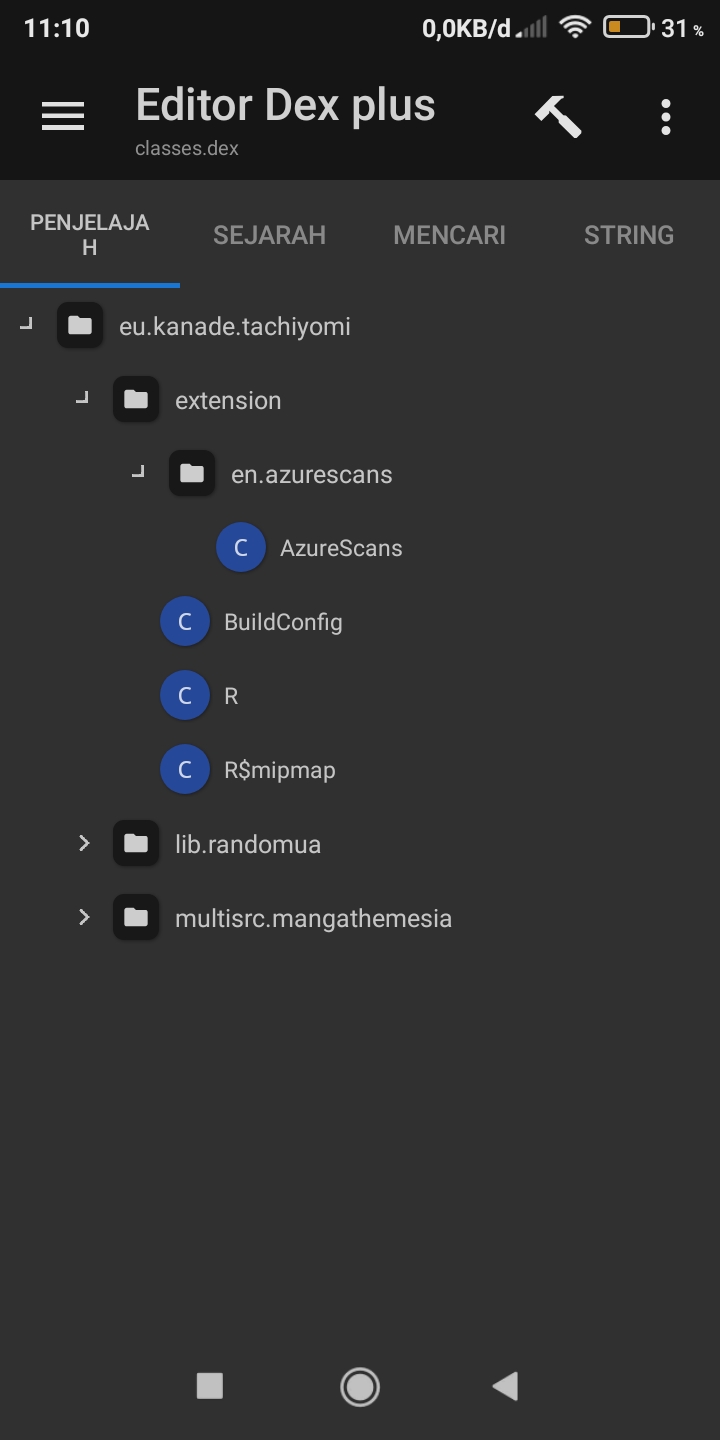 11:10 0,0KB/d 31 %
Editor Dex plus
classes.dex
PENJELAJA
H
SEJARAH
MENCARI
STRING
eu.kanade.tachiyomi
extension
en.azurescans
C AzureScans
C BuildConfig
C R
C R$mipmap
lib.randomua
multisrc.mangathemesia